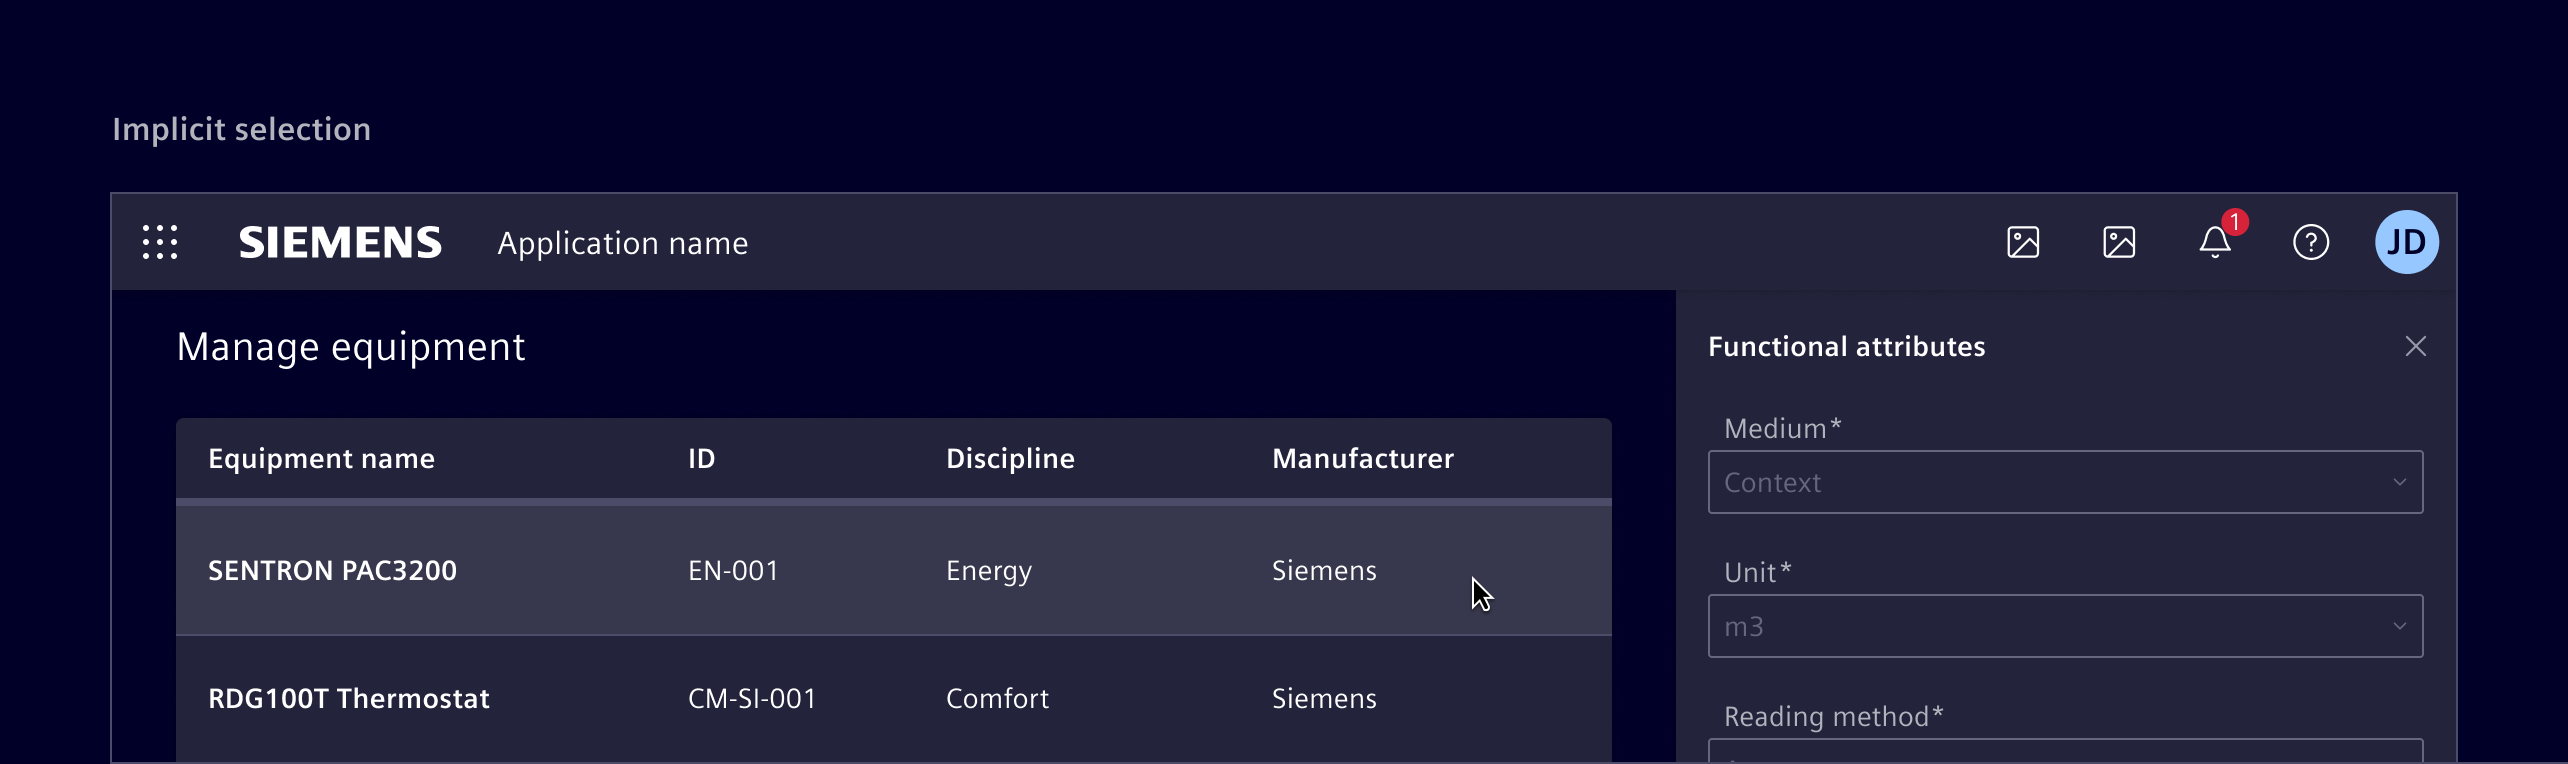 Implicit selection
SIEMENS Application name 1 JD
Manage equipment
Equipment name ID Discipline Manufacturer
SENTRON PAC3200 EN-001 Energy Siemens
RDG100T Thermostat CM-SI-001 Comfort Siemens
Functional attributes
Medium*
Context
Unit*
m3
Reading method*